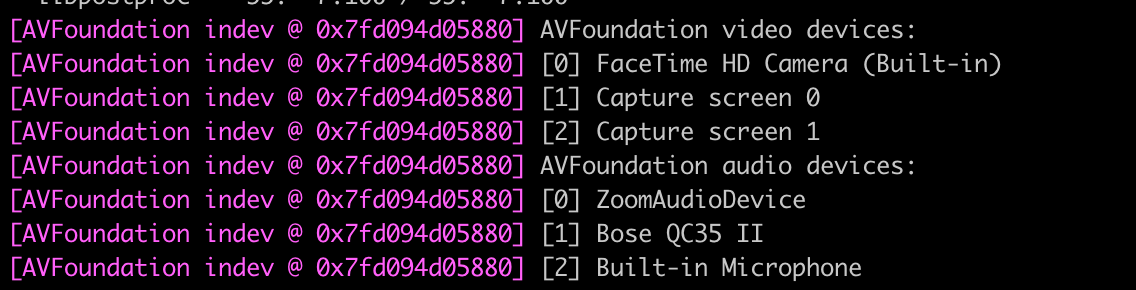 [AVFoundation indev @ 0x7fd094d05880] AVFoundation video devices:
[AVFoundation indev @ 0x7fd094d05880] [0] FaceTime HD Camera (Built-in)
[AVFoundation indev @ 0x7fd094d05880] [1] Capture screen 0
[AVFoundation indev @ 0x7fd094d05880] [2] Capture screen 1
[AVFoundation indev @ 0x7fd094d05880] AVFoundation audio devices:
[AVFoundation indev @ 0x7fd094d05880] [0] ZoomAudioDevice
[AVFoundation indev @ 0x7fd094d05880] [1] Bose QC35 II
[AVFoundation indev @ 0x7fd094d05880] [2] Built-in Microphone